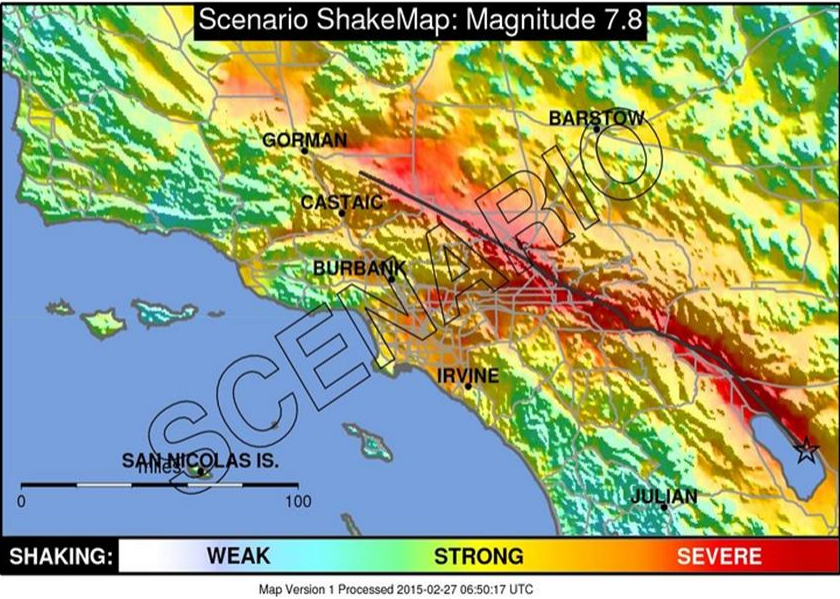 Scenario ShakeMap: Magnitude 7.8
BARSTOW
GORMAN
CASTAIC
BURBANK
SCENARIO
IRVINE
SAN NICOLAS IS.
miles
0 100
JULIAN
SHAKING: WEAK STRONG SEVERE
Map Version 1 Processed 2015-02-27 06:50:17 UTC